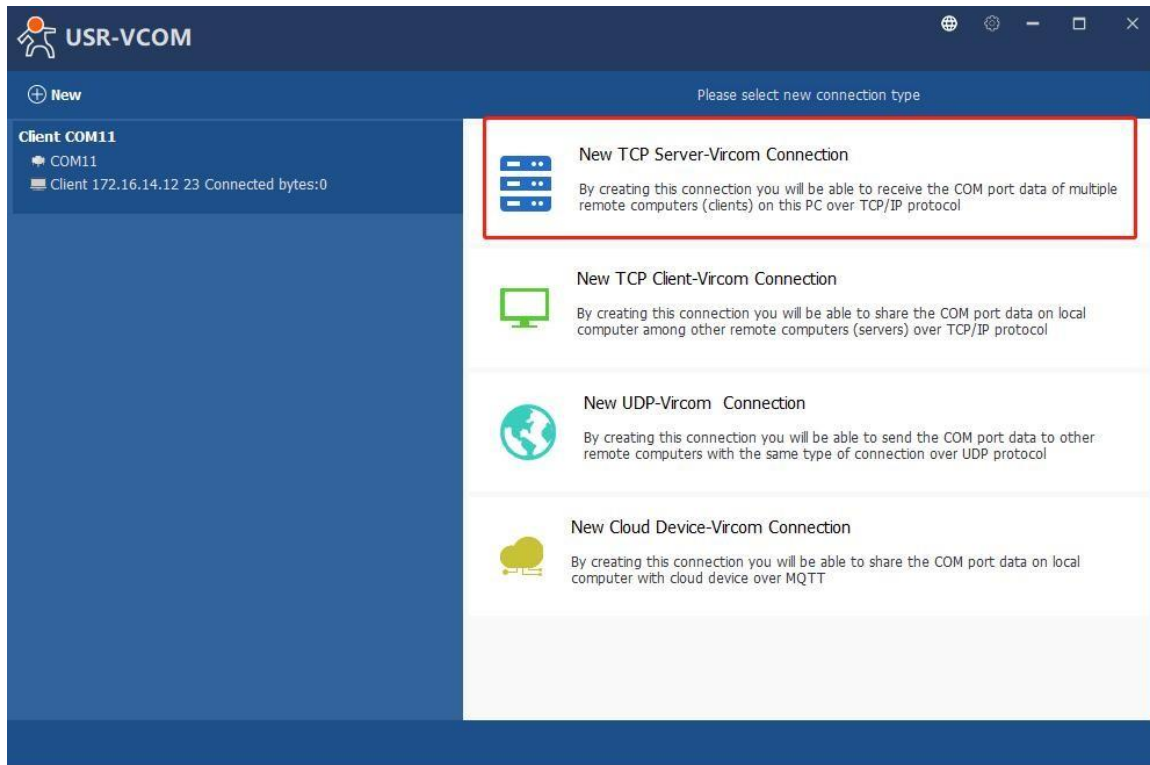 USR-VCOM
New
Please select new connection type
Client COM11
COM11
Client 172.16.14.12 23 Connected bytes:0
New TCP Server-Vircom Connection
By creating this connection you will be able to receive the COM port data of multiple
remote computers (clients) on this PC over TCP/IP protocol
New TCP Client-Vircom Connection
By creating this connection you will be able to share the COM port data on local
computer among other remote computers (servers) over TCP/IP protocol
New UDP-Vircom Connection
By creating this connection you will be able to send the COM port data to other
remote computers with the same type of connection over UDP protocol
New Cloud Device-Vircom Connection
By creating this connection you will be able to share the COM port data on local
computer with cloud device over MQTT